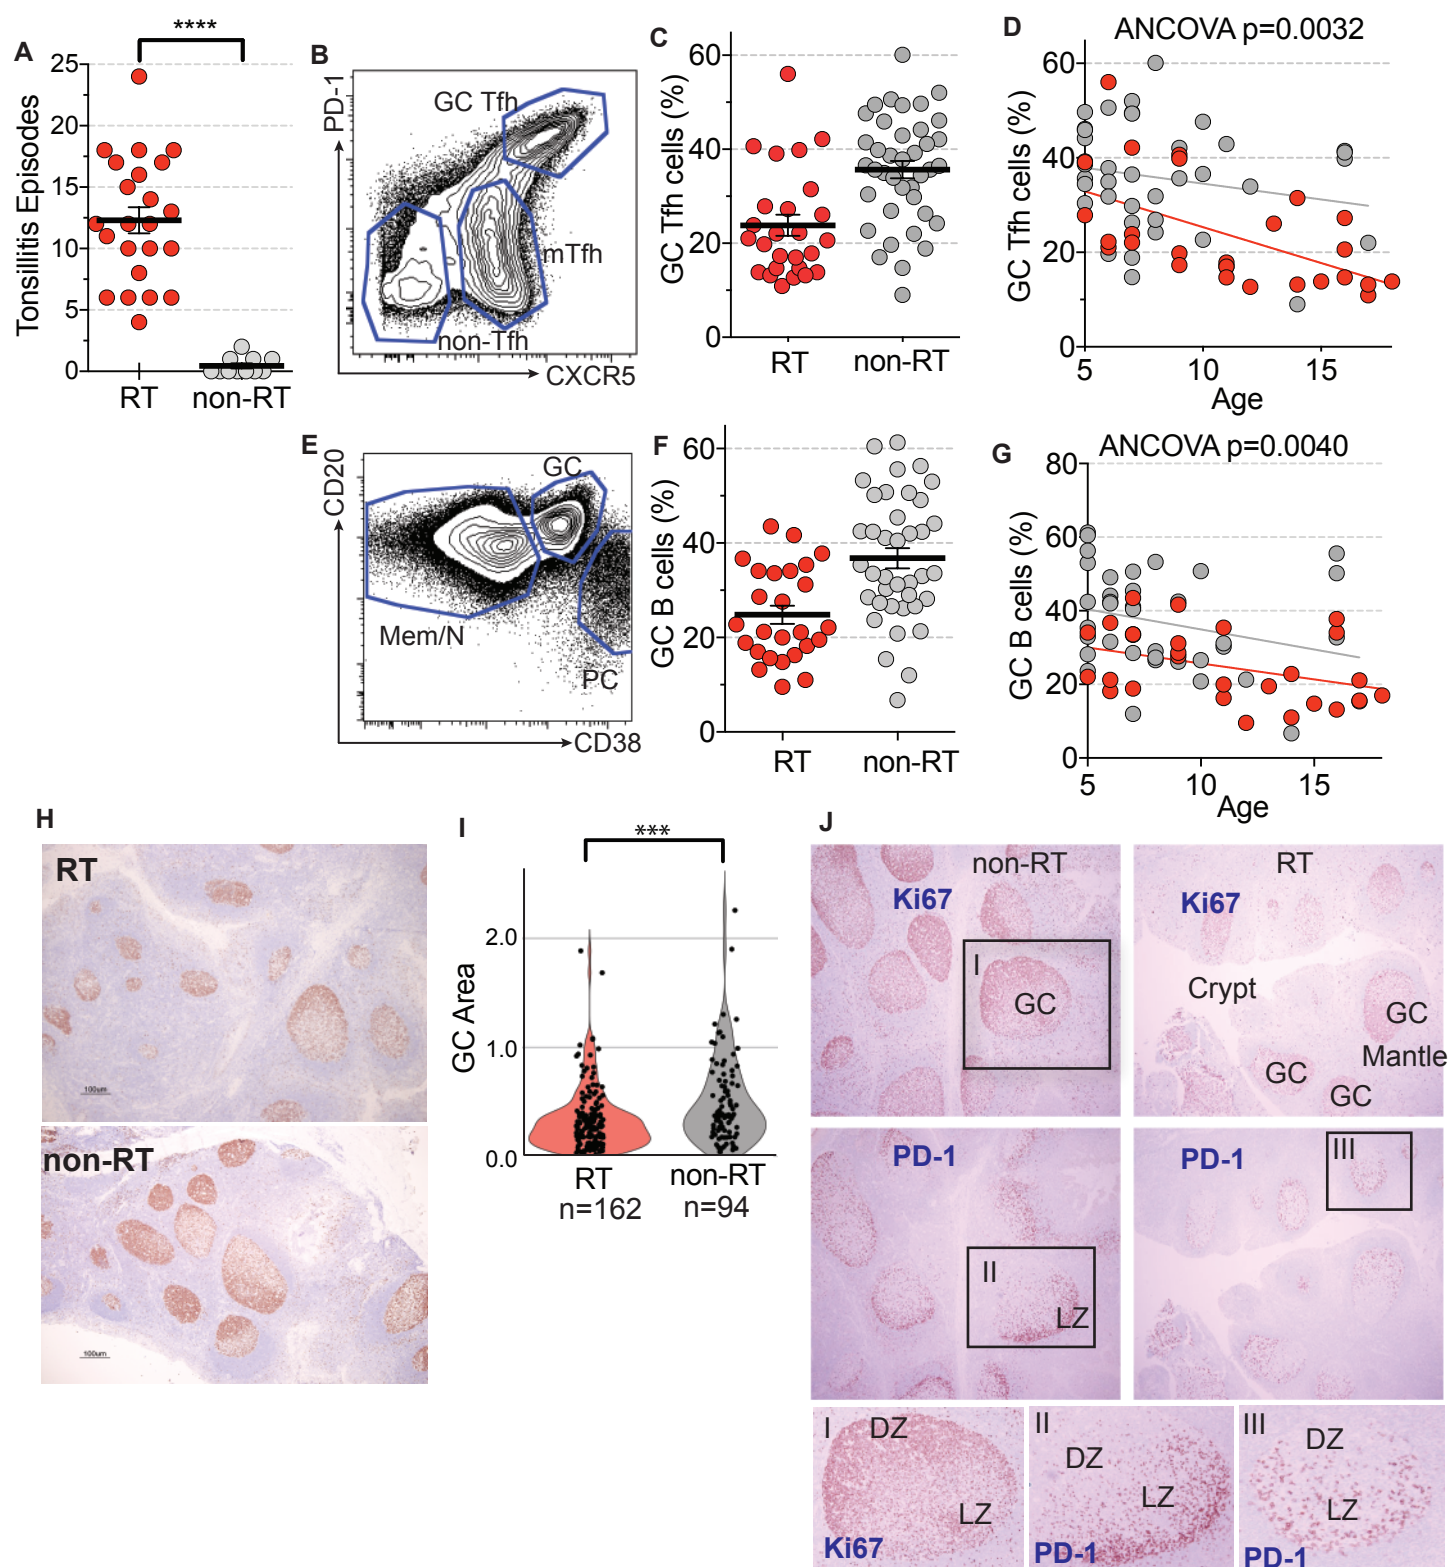 A
****
Tonsillitis Episodes
25
20
15
10
5
0
RT
non-RT
B
PD-1
GC Tfh
mTfh
non-Tfh
CXCR5
C
GC Tfh cells (%)
60
40
20
0
RT
non-RT
D
ANCOVA p=0.0032
GC Tfh cells (%)
60
40
20
0
5
10
15
Age
E
CD20
GC
Mem/N
PC
CD38
F
GC B cells (%)
60
40
20
0
RT
non-RT
G
ANCOVA p=0.0040
GC B cells (%)
80
60
40
20
0
5
10
15
Age
H
RT
100um
non-RT
100um
I
***
GC Area
2.0
1.0
0.0
RT
non-RT
n=162
n=94
J
non-RT
Ki67
I
GC
RT
Ki67
Crypt
GC
Mantle
GC
GC
PD-1
II
LZ
PD-1
III
I
DZ
LZ
Ki67
II
DZ
LZ
PD-1
III
DZ
LZ
PD-1